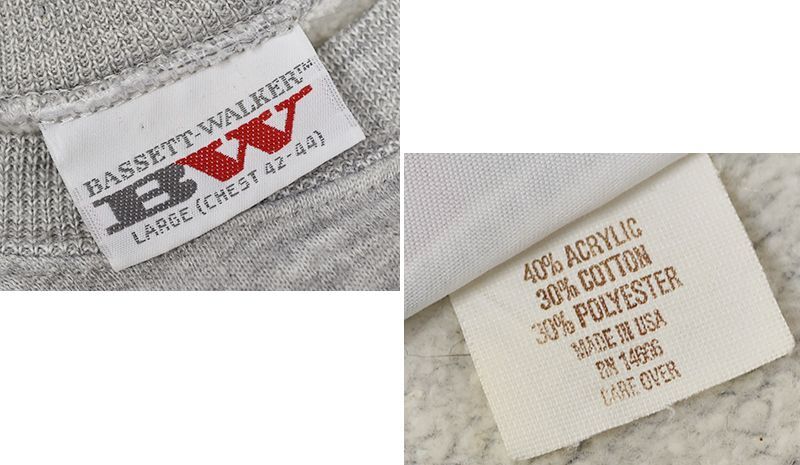 BASSETT-WALKER™
BW
LARGE (CHEST 42-44)
40% ACRYLIC
30% COTTON
30% POLYESTER
MADE IN USA
RN 14666
CARE OVER